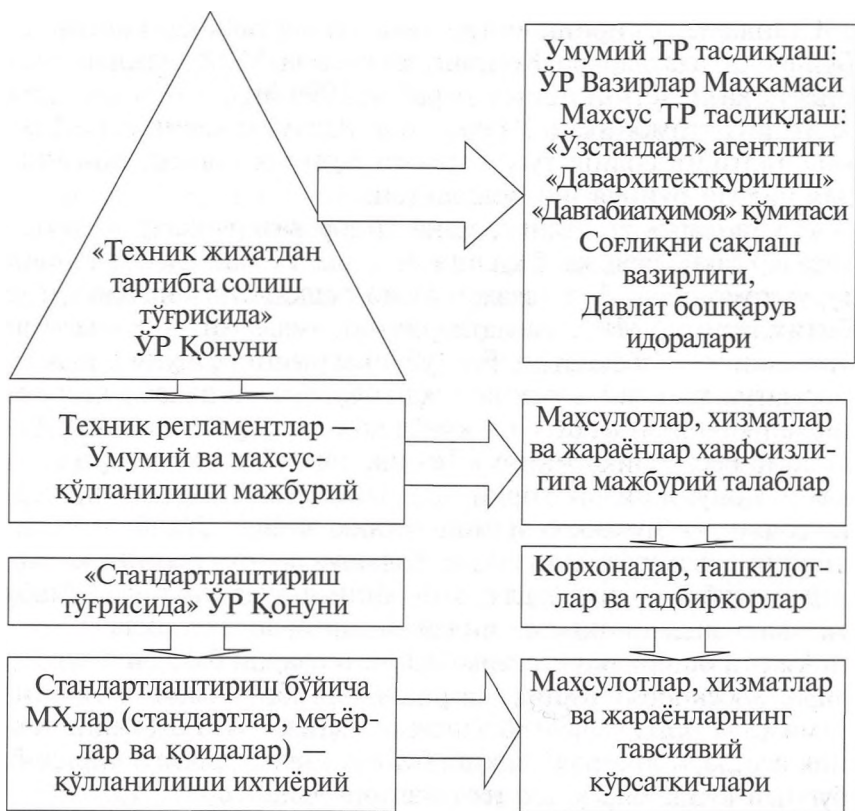 «Техник жиҳатдан
тартибга солиш
тўғрисида»
ЎР Қонуни
Умумий ТР тасдиқлаш:
ЎР Вазирлар Маҳкамаси
Махсус ТР тасдиқлаш:
«Ўзстандарт» агентлиги
«Давархитектқурилиш»
«Давтабиатҳимоя» қўмитаси
Соғлиқни сақлаш
вазирлиги,
Давлат бошқарув
идоралари
Техник регламентлар —
Умумий ва махсус-
қўлланилиши мажбурий
Маҳсулотлар, хизматлар
ва жараёнлар хавфсизли-
гига мажбурий талаблар
«Стандартлаштириш
тўғрисида» ЎР Қонуни
Корхоналар, ташкилот-
лар ва тадбиркорлар
Стандартлаштириш бўйича
МҲлар (стандартлар, меъёр-
лар ва қоидалар) —
қўлланилиши ихтиёрий
Маҳсулотлар, хизматлар
ва жараёнларнинг
тавсиявий
кўрсатгичлари